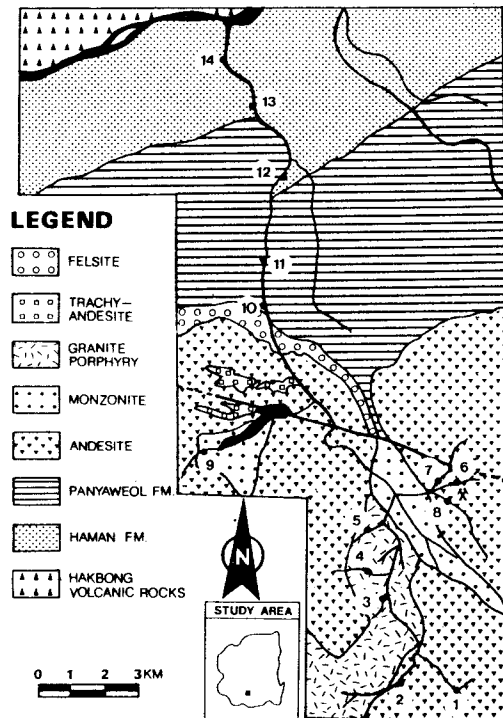 14
13
12
11
10
9
7
6
8
5
4
3
2
1
LEGEND
FELSITE
TRACHY-
ANDESITE
GRANITE
PORPHYRY
MONZONITE
ANDESITE
PANYAWEOL FM.
HAMAN FM.
HAKBONG
VOLCANIC ROCKS
N
STUDY AREA
0 1 2 3KM